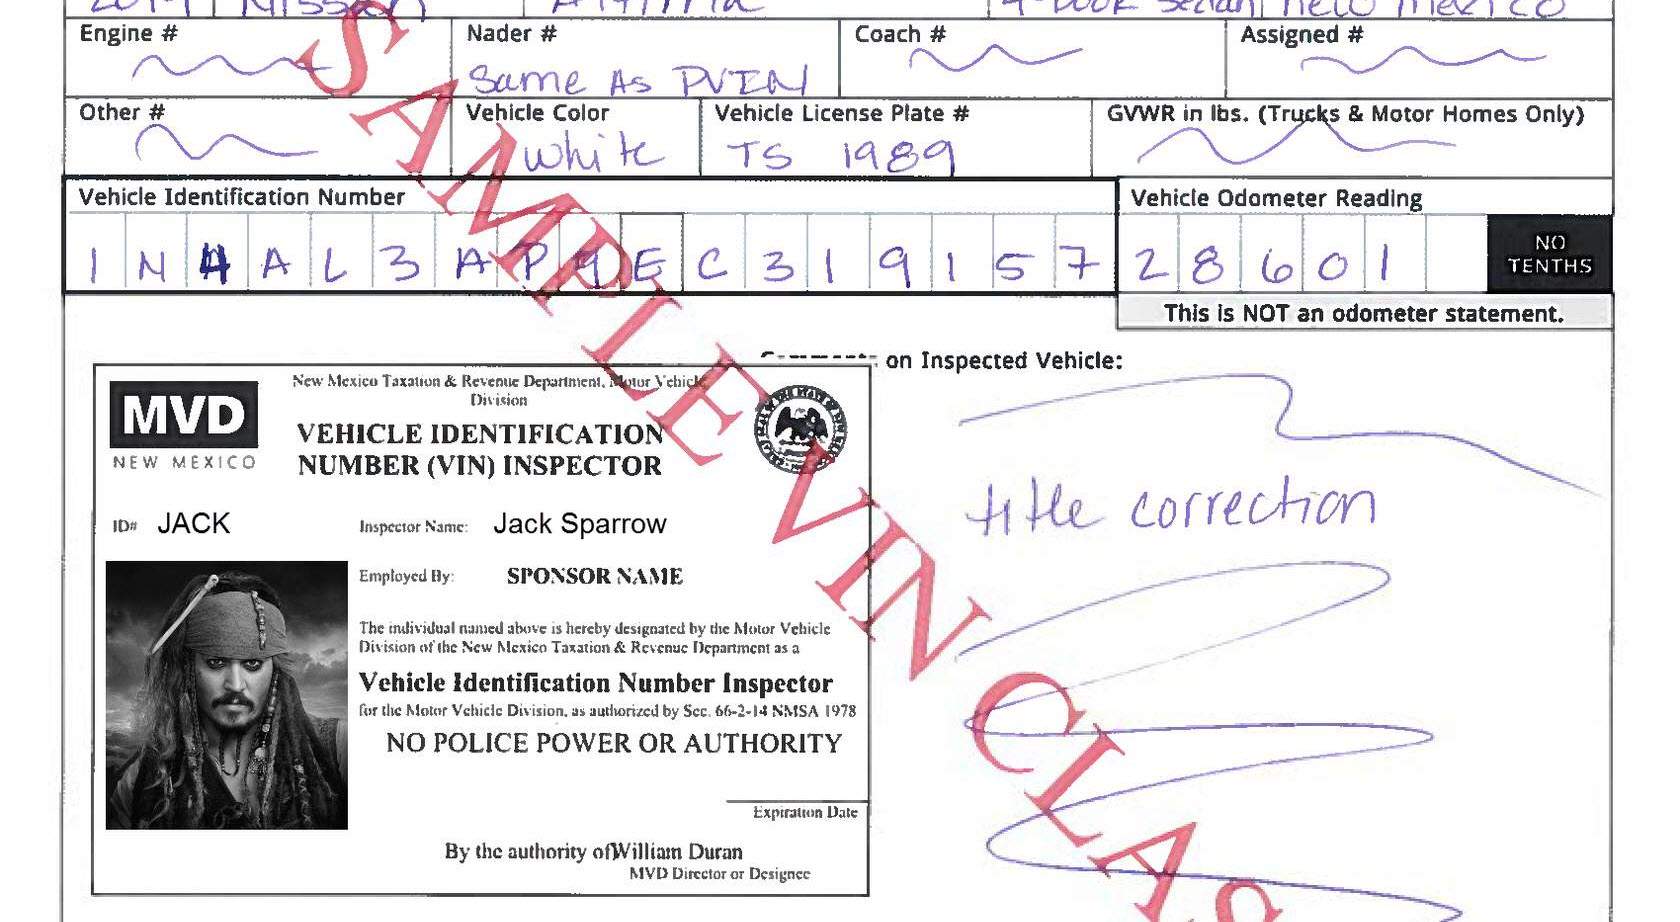 2014 Nissan Altima 4-door sedan New Mexico
Engine # Nader # Coach # Assigned #
Same As PVIN
Other # Vehicle Color Vehicle License Plate # GVWR in lbs. (Trucks & Motor Homes Only)
white TS 1989
Vehicle Identification Number Vehicle Odometer Reading
1 N 4 A L 3 A P 9 E C 3 1 9 1 5 7 2 8 6 0 1 NO
TENTHS
This is NOT an odometer statement.
Comments on Inspected Vehicle:
MVD
NEW MEXICO
New Mexico Taxation & Revenue Department, Motor Vehicle
Division
VEHICLE IDENTIFICATION
NUMBER (VIN) INSPECTOR
ID# JACK Inspector Name: Jack Sparrow
Employed By: SPONSOR NAME
The individual named above is hereby designated by the Motor Vehicle
Division of the New Mexico Taxation & Revenue Department as a
Vehicle Identification Number Inspector
for the Motor Vehicle Division, as authorized by Sec. 66-2-14 NMSA 1978
NO POLICE POWER OR AUTHORITY
Expiration Date
By the authority of William Duran
MVD Director or Designee
title correction
SAMPLE VIN CLAS